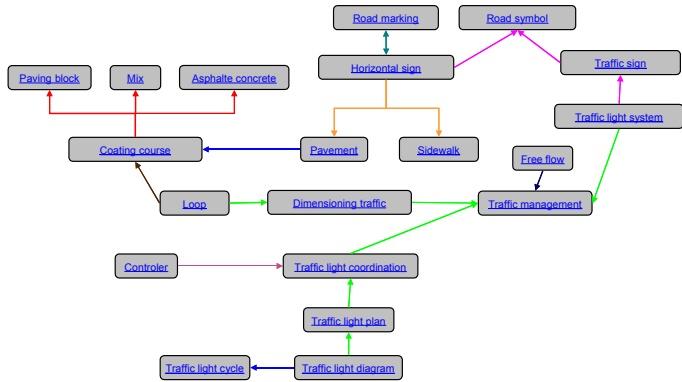 Road marking
Road symbol
Horizontal sign
Traffic sign
Paving block
Mix
Asphalte concrete
Traffic light system
Coating course
Pavement
Sidewalk
Free flow
Loop
Dimensioning traffic
Traffic management
Controler
Traffic light coordination
Traffic light plan
Traffic light cycle
Traffic light diagram